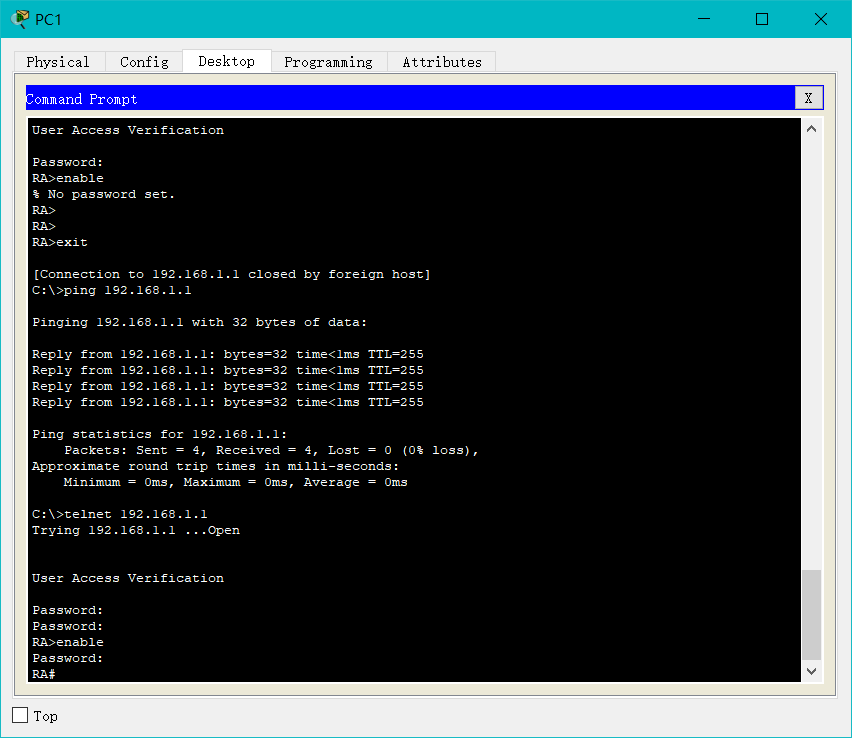 PC1
Physical Config Desktop Programming Attributes
Command Prompt X
User Access Verification
Password:
RA>enable
% No password set.
RA>
RA>
RA>exit
[Connection to 192.168.1.1 closed by foreign host]
C:\>ping 192.168.1.1
Pinging 192.168.1.1 with 32 bytes of data:
Reply from 192.168.1.1: bytes=32 time<1ms TTL=255
Reply from 192.168.1.1: bytes=32 time<1ms TTL=255
Reply from 192.168.1.1: bytes=32 time<1ms TTL=255
Reply from 192.168.1.1: bytes=32 time<1ms TTL=255
Ping statistics for 192.168.1.1:
Packets: Sent = 4, Received = 4, Lost = 0 (0% loss),
Approximate round trip times in milli-seconds:
Minimum = 0ms, Maximum = 0ms, Average = 0ms
C:\>telnet 192.168.1.1
Trying 192.168.1.1 ...Open
User Access Verification
Password:
Password:
RA>enable
Password:
RA#
Top